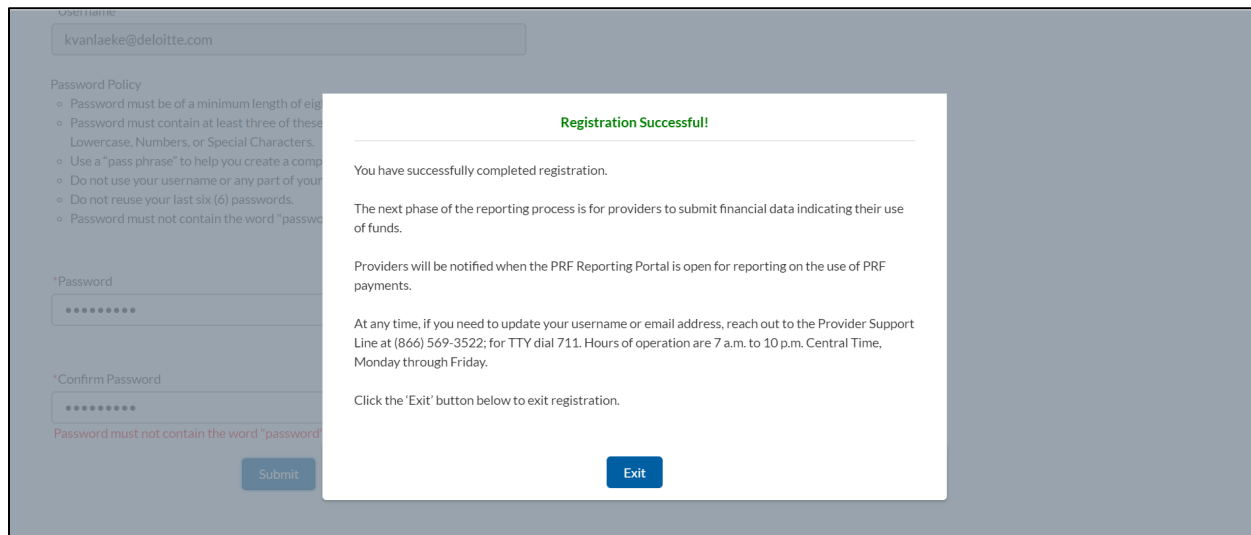 Username
kvanlaeke@deloitte.com
Password Policy
Password must be of a minimum length of
Password must contain at least three of these
Lowercase, Numbers, or Special Characters.
Use a "pass phrase" to help you create a
Do not use your username or any part of your
Do not reuse your last six (6) passwords.
Password must not contain the word
*Password
•••••••••
*Confirm Password
•••••••••
Password must not contain the word "password"
Submit
Registration Successful!
You have successfully completed registration.
The next phase of the reporting process is for providers to submit financial data indicating their use
of funds.
Providers will be notified when the PRF Reporting Portal is open for reporting on the use of PRF
payments.
At any time, if you need to update your username or email address, reach out to the Provider Support
Line at (866) 569-3522; for TTY dial 711. Hours of operation are 7 a.m. to 10 p.m. Central Time,
Monday through Friday.
Click the 'Exit' button below to exit registration.
Exit